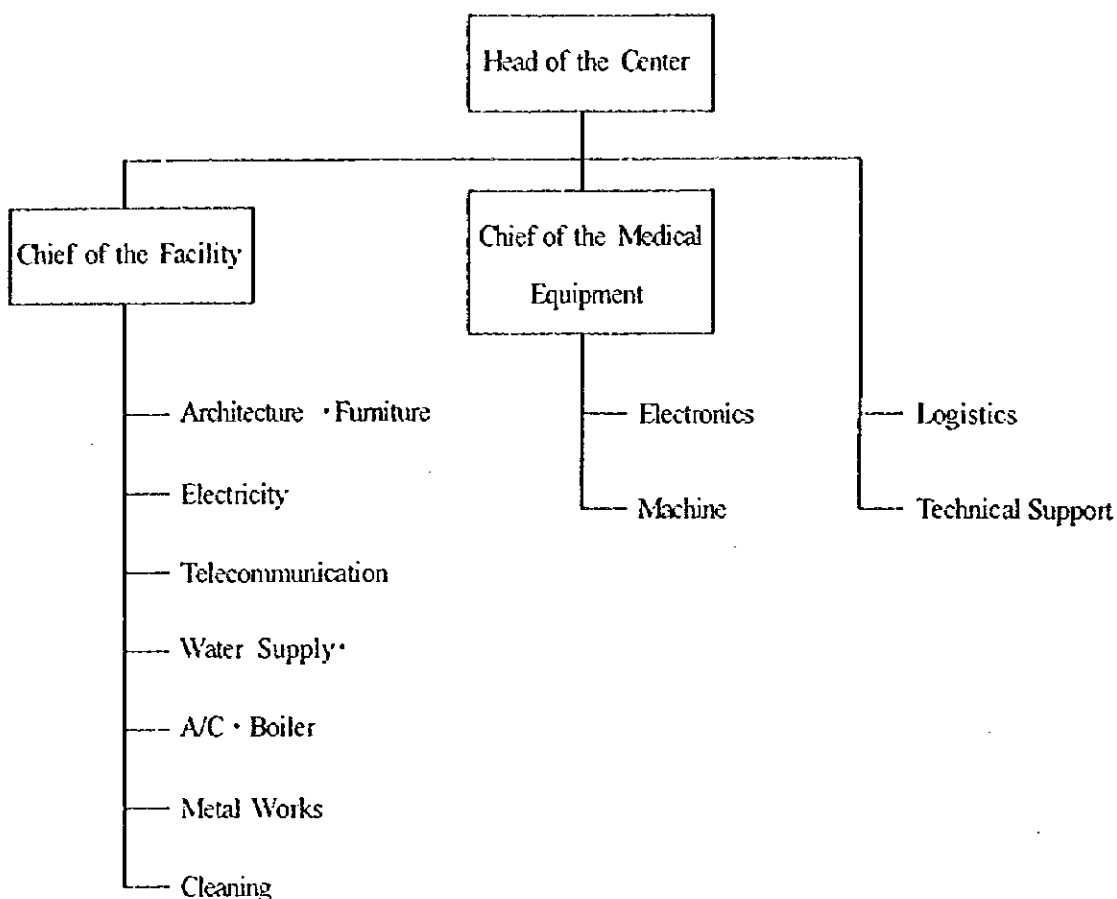 Head of the Center
Chief of the Facility
Chief of the Medical
Equipment
Architecture ・Furniture
Electricity
Telecommunication
Water Supply・
A/C・Boiler
Metal Works
Cleaning
Electronics
Machine
Logistics
Technical Support